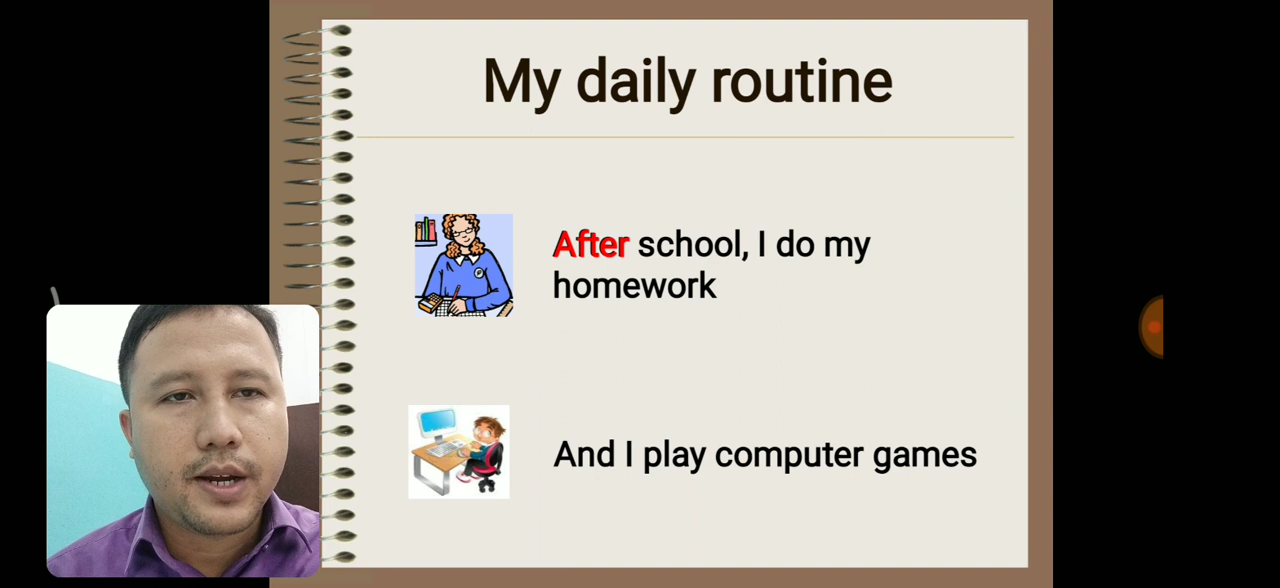 My daily routine
After school, I do my
homework
And I play computer games